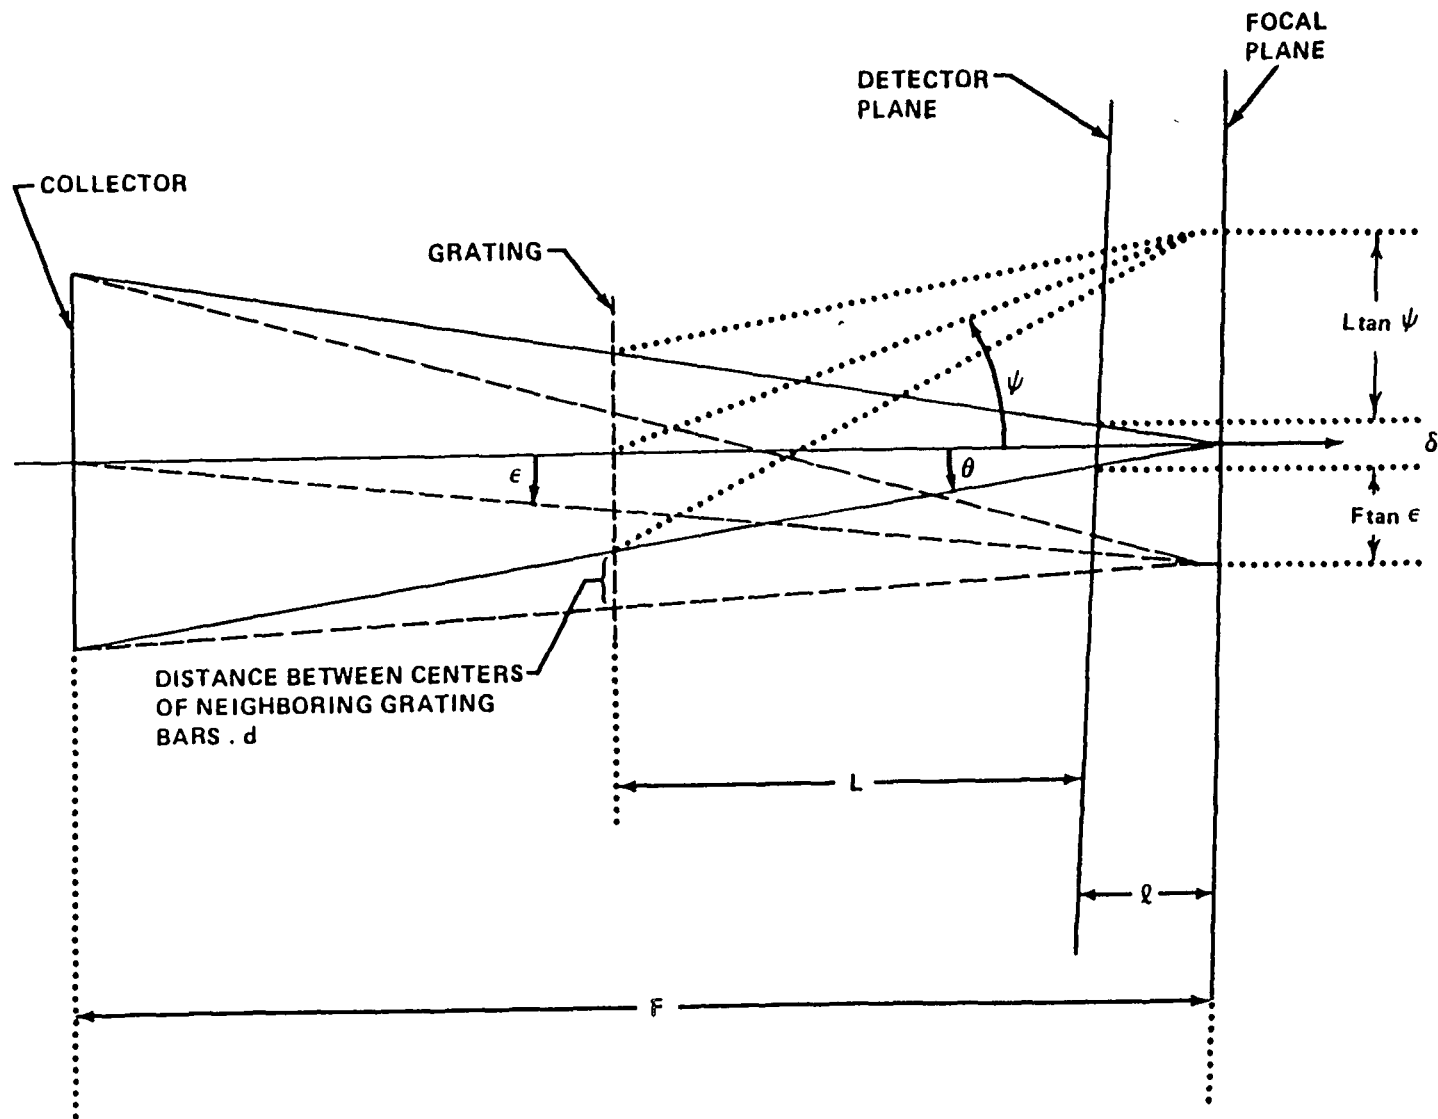 FOCAL
PLANE
DETECTOR
PLANE
COLLECTOR
GRATING
L tan ψ
ψ
δ
ϵ
θ
F tan ϵ
DISTANCE BETWEEN CENTERS
OF NEIGHBORING GRATING
BARS . d
L
ℓ
F